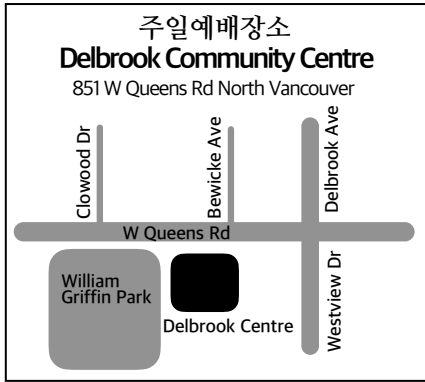 주일예배장소
Delbrook Community Centre
851 W Queens Rd North Vancouver
Clowood Dr
Bewicke Ave
Delbrook Ave
W Queens Rd
William
Griffin Park
Delbrook Centre
Westview Dr